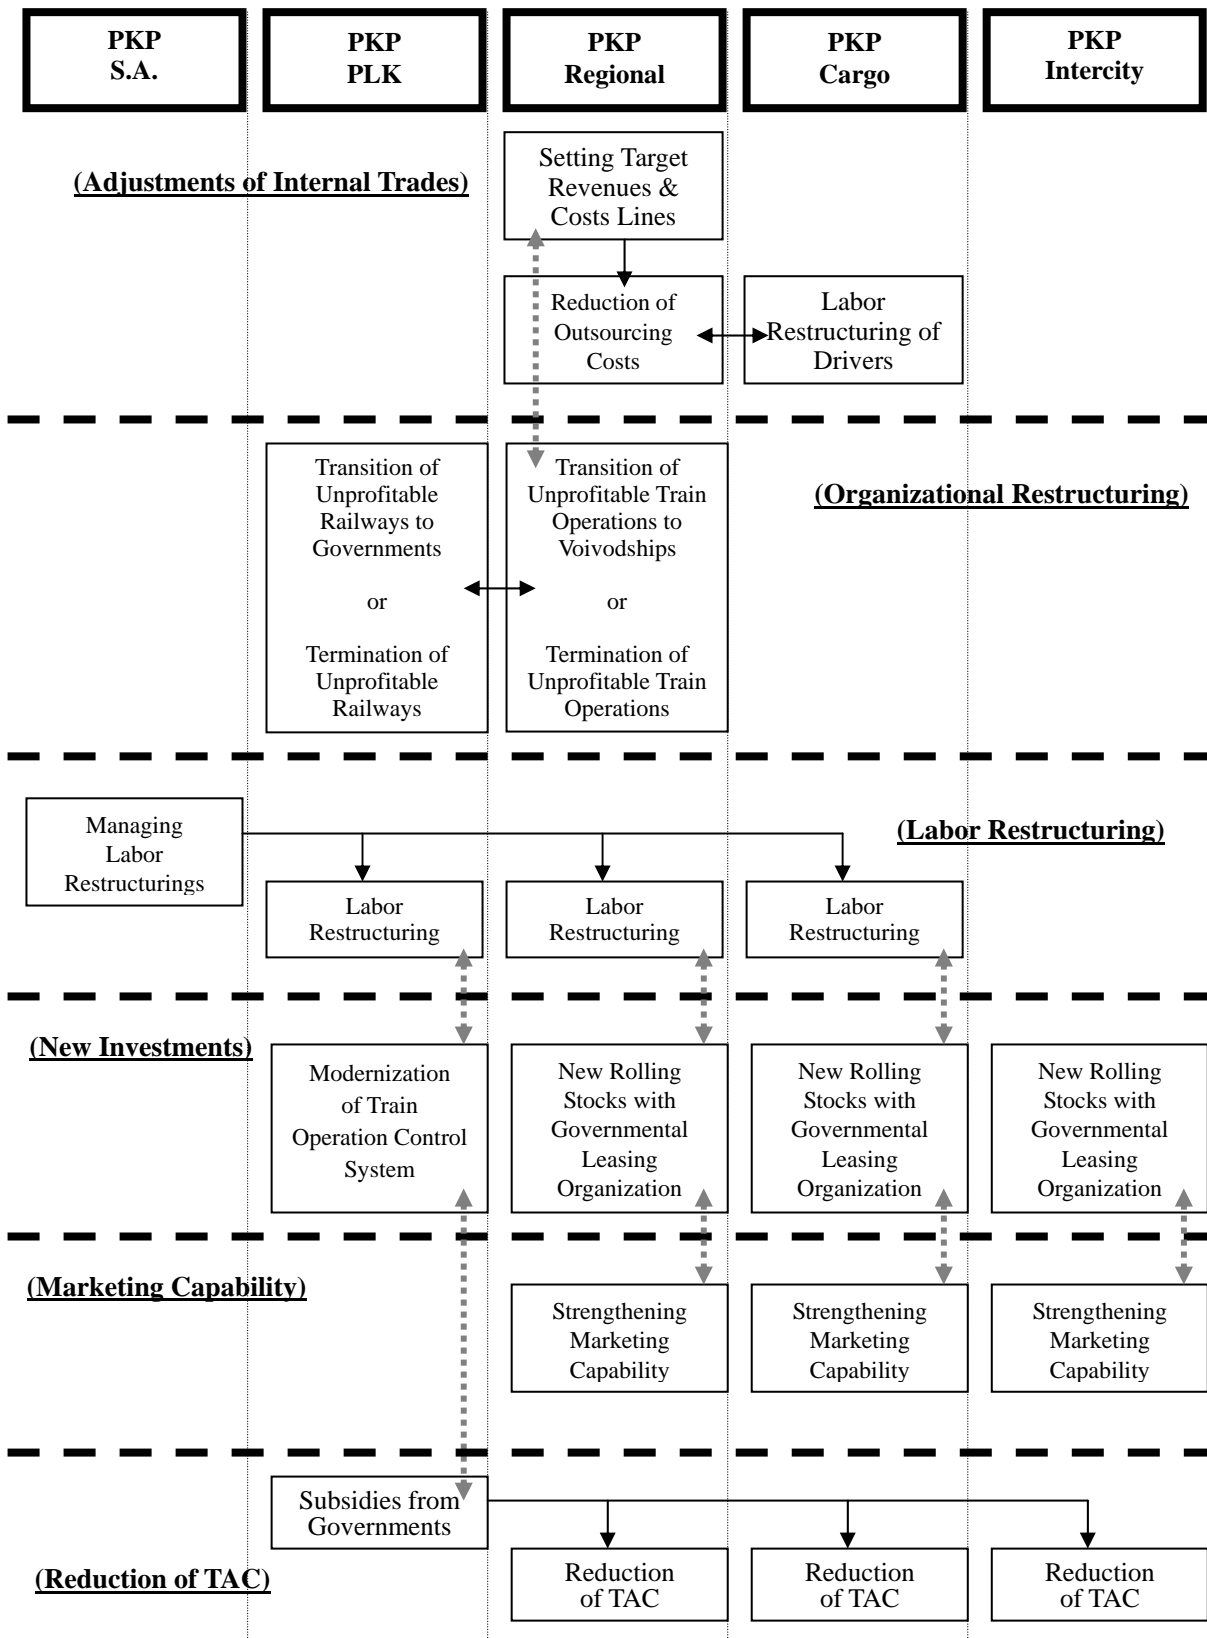 PKP
S.A.
PKP
PLK
PKP
Regional
PKP
Cargo
PKP
Intercity
(Adjustments of Internal Trades)
Setting Target
Revenues &
Costs Lines
Reduction of
Outsourcing
Costs
Labor
Restructuring of
Drivers
(Organizational Restructuring)
Transition of
Unprofitable
Railways to
Governments
or
Termination of
Unprofitable
Railways
Transition of
Unprofitable Train
Operations to
Voivodships
or
Termination of
Unprofitable Train
Operations
(Labor Restructuring)
Managing
Labor
Restructurings
Labor
Restructuring
Labor
Restructuring
Labor
Restructuring
(New Investments)
Modernization
of Train
Operation Control
System
New Rolling
Stocks with
Governmental
Leasing
Organization
New Rolling
Stocks with
Governmental
Leasing
Organization
New Rolling
Stocks with
Governmental
Leasing
Organization
(Marketing Capability)
Strengthening
Marketing
Capability
Strengthening
Marketing
Capability
Strengthening
Marketing
Capability
Subsidies from
Governments
(Reduction of TAC)
Reduction
of TAC
Reduction
of TAC
Reduction
of TAC